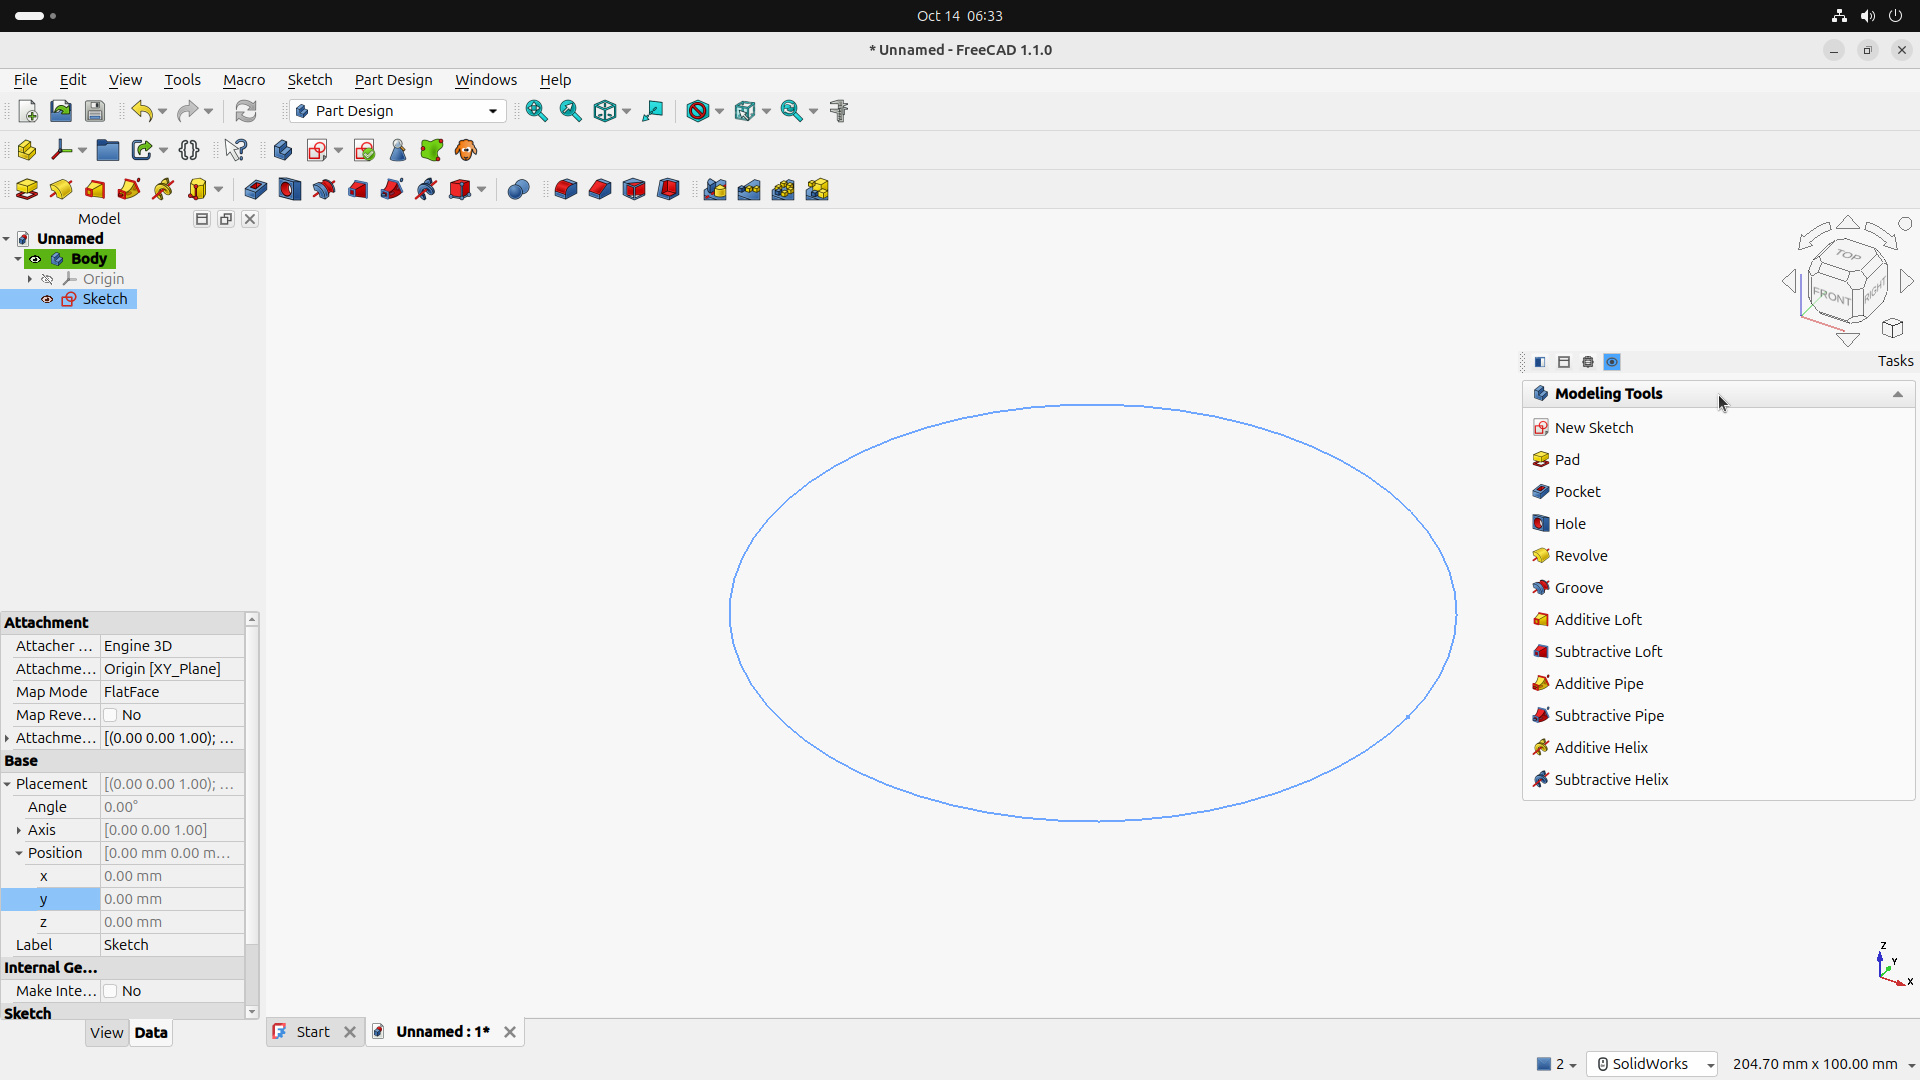 Oct 14 06:33
* Unnamed - FreeCAD 1.1.0
File Edit View Tools Macro Sketch Part Design Windows Help
Part Design
Model
Unnamed
Body
Origin
Sketch
TOP
FRONT
RIGHT
Tasks
Modeling Tools
New Sketch
Pad
Pocket
Hole
Revolve
Groove
Additive Loft
Subtractive Loft
Additive Pipe
Subtractive Pipe
Additive Helix
Subtractive Helix
Attachment
Attacher ... Engine 3D
Attachme... Origin [XY_Plane]
Map Mode FlatFace
Map Reve... No
Attachme... [(0.00 0.00 1.00); ...
Base
Placement [(0.00 0.00 1.00); ...
Angle 0.00°
Axis [0.00 0.00 1.00]
Position [0.00 mm 0.00 m...
x 0.00 mm
y 0.00 mm
z 0.00 mm
Label Sketch
Internal Ge...
Make Inte... No
Sketch
View Data
Z
Y
X
Start
Unnamed : 1*
2
SolidWorks
204.70 mm x 100.00 mm